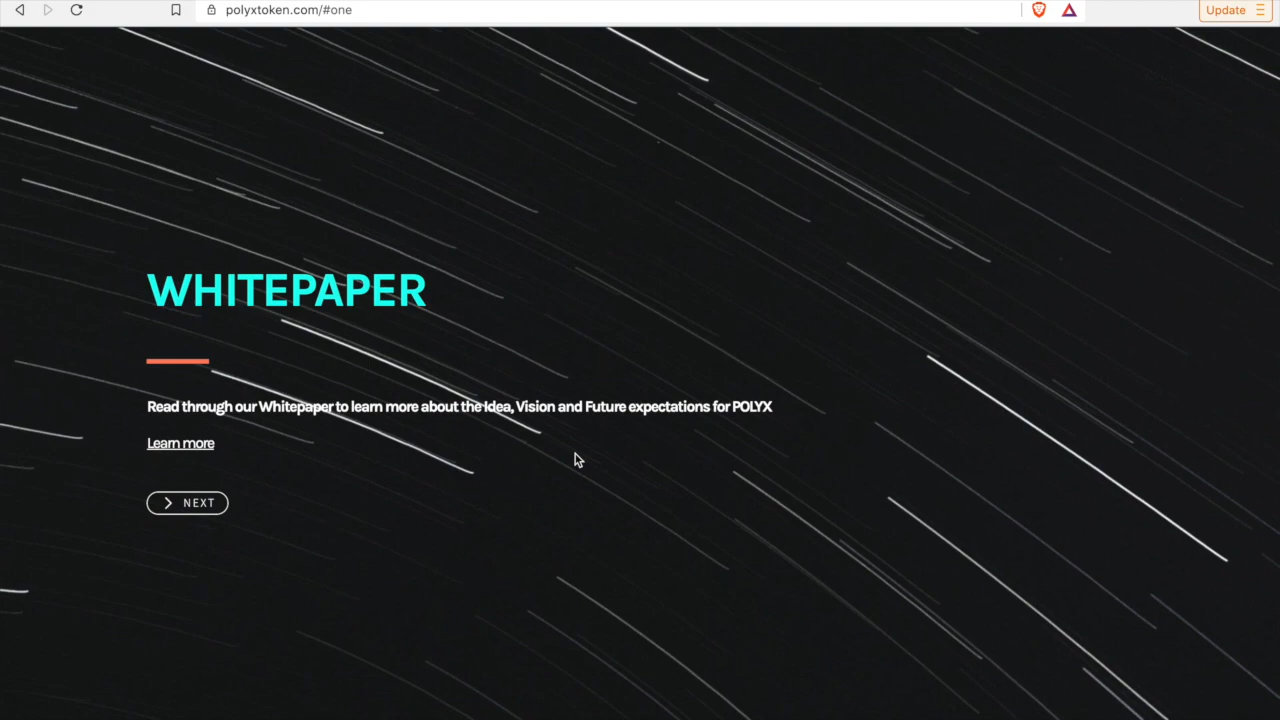 polyxtoken.com/#one
Update
WHITEPAPER
Read through our Whitepaper to learn more about the Idea, Vision and Future expectations for POLYX
Learn more
NEXT